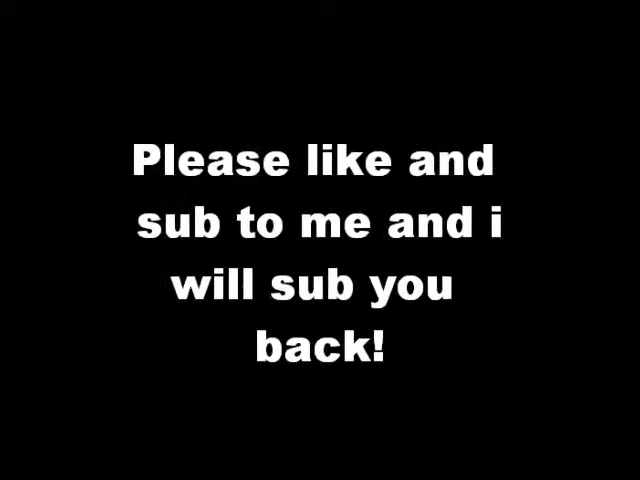 Please like and
sub to me and i
will sub you
back!